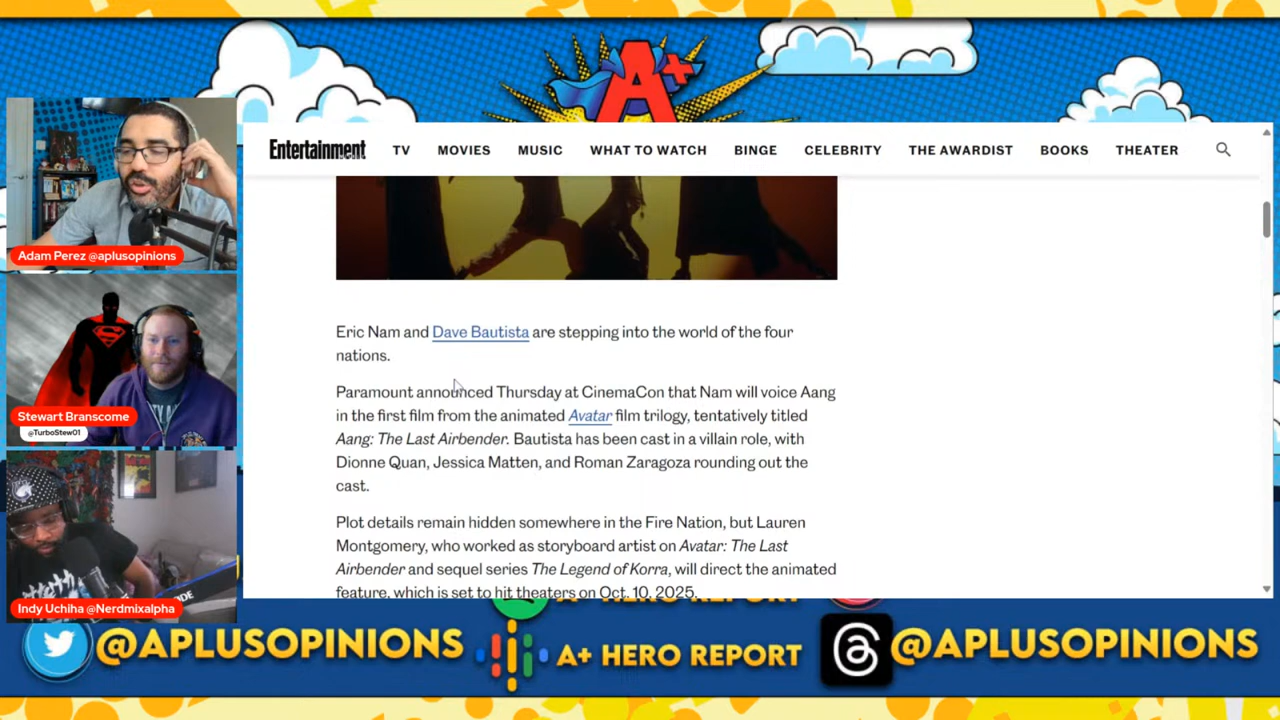 A+
Entertainment
TV
MOVIES
MUSIC
WHAT TO WATCH
BINGE
CELEBRITY
THE AWARDIST
BOOKS
THEATER
Adam Perez @aplusopinions
Stewart Branscome
@TurboStew01
Indy Uchiha @Nerdmixalpha
Eric Nam and Dave Bautista are stepping into the world of the four
nations.
Paramount announced Thursday at CinemaCon that Nam will voice Aang
in the first film from the animated Avatar film trilogy, tentatively titled
Aang: The Last Airbender. Bautista has been cast in a villain role, with
Dionne Quan, Jessica Matten, and Roman Zaragoza rounding out the
cast.
Plot details remain hidden somewhere in the Fire Nation, but Lauren
Montgomery, who worked as storyboard artist on Avatar: The Last
Airbender and sequel series The Legend of Korra, will direct the animated
feature, which is set to hit theaters on Oct. 10, 2025.
A+ HERO REPORT
@APLUSOPINIONS
A+ HERO REPORT
@APLUSOPINIONS